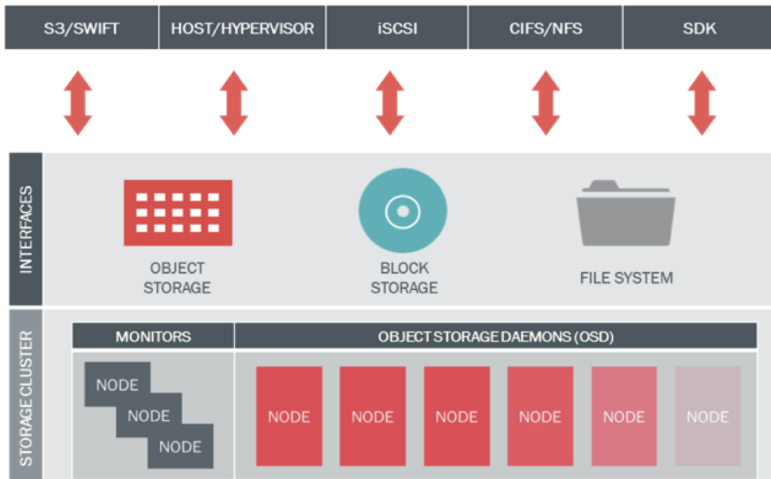 S3/SWIFT
HOST/HYPERVISOR
iSCSI
CIFS/NFS
SDK
INTERFACES
OBJECT
STORAGE
BLOCK
STORAGE
FILE SYSTEM
STORAGE CLUSTER
MONITORS
OBJECT STORAGE DAEMONS (OSD)
NODE
NODE
NODE
NODE
NODE
NODE
NODE
NODE
NODE